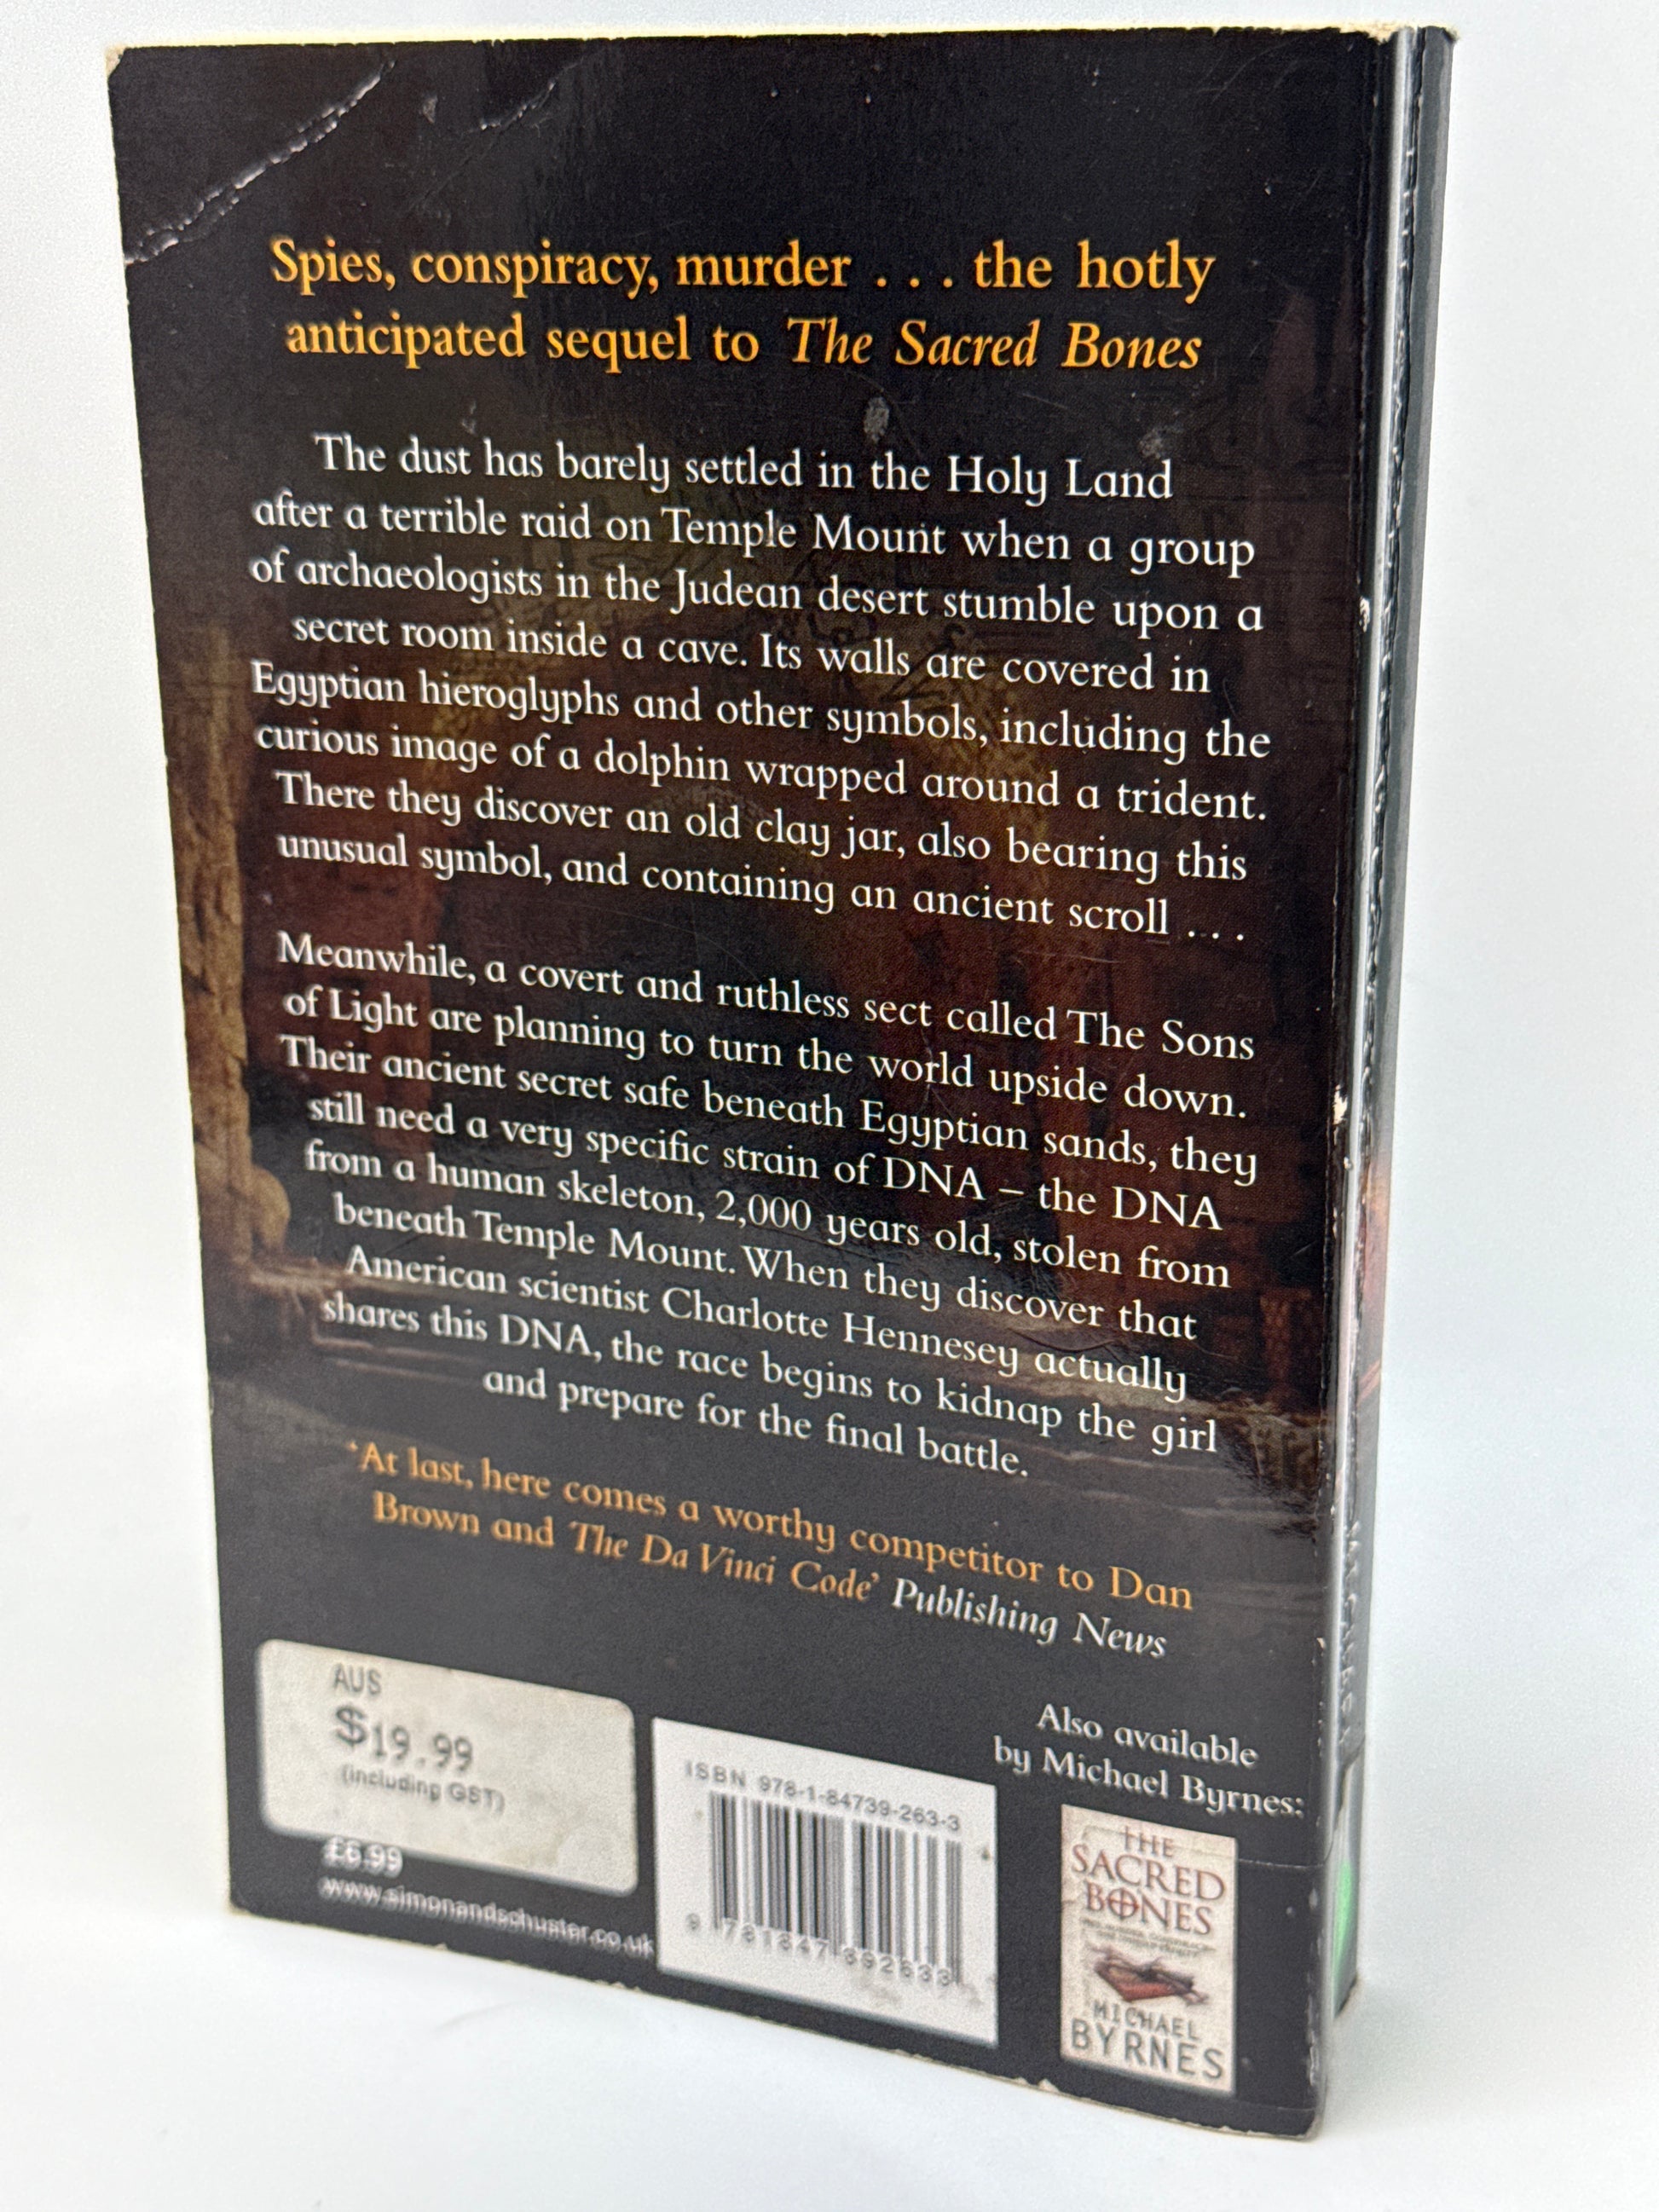 Spies, conspiracy, murder . . . the hotly
anticipated sequel to The Sacred Bones
The dust has barely settled in the Holy Land
after a terrible raid on Temple Mount when a group
of archaeologists in the Judean desert stumble upon a
secret room inside a cave. Its walls are covered in
Egyptian hieroglyphs and other symbols, including the
curious image of a dolphin wrapped around a trident.
There they discover an old clay jar, also bearing this
unusual symbol, and containing an ancient scroll . . .
Meanwhile, a covert and ruthless sect called The Sons
of Light are planning to turn the world upside down.
Their ancient secret safe beneath Egyptian sands, they
still need a very specific strain of DNA – the DNA
from a human skeleton, 2,000 years old, stolen from
beneath Temple Mount. When they discover that
American scientist Charlotte Hennesey actually
shares this DNA, the race begins to kidnap the girl
and prepare for the final battle.
‘At last, here comes a worthy competitor to Dan
Brown and The Da Vinci Code’ Publishing News
AUS
$19.99
(including GST)
£6.99
www.simonandschuster.co.uk
ISBN 978-1-84739-263-3
9 781847 392633
Also available
by Michael Byrnes:
THE
SACRED
BONES
MICHAEL
BYRNES